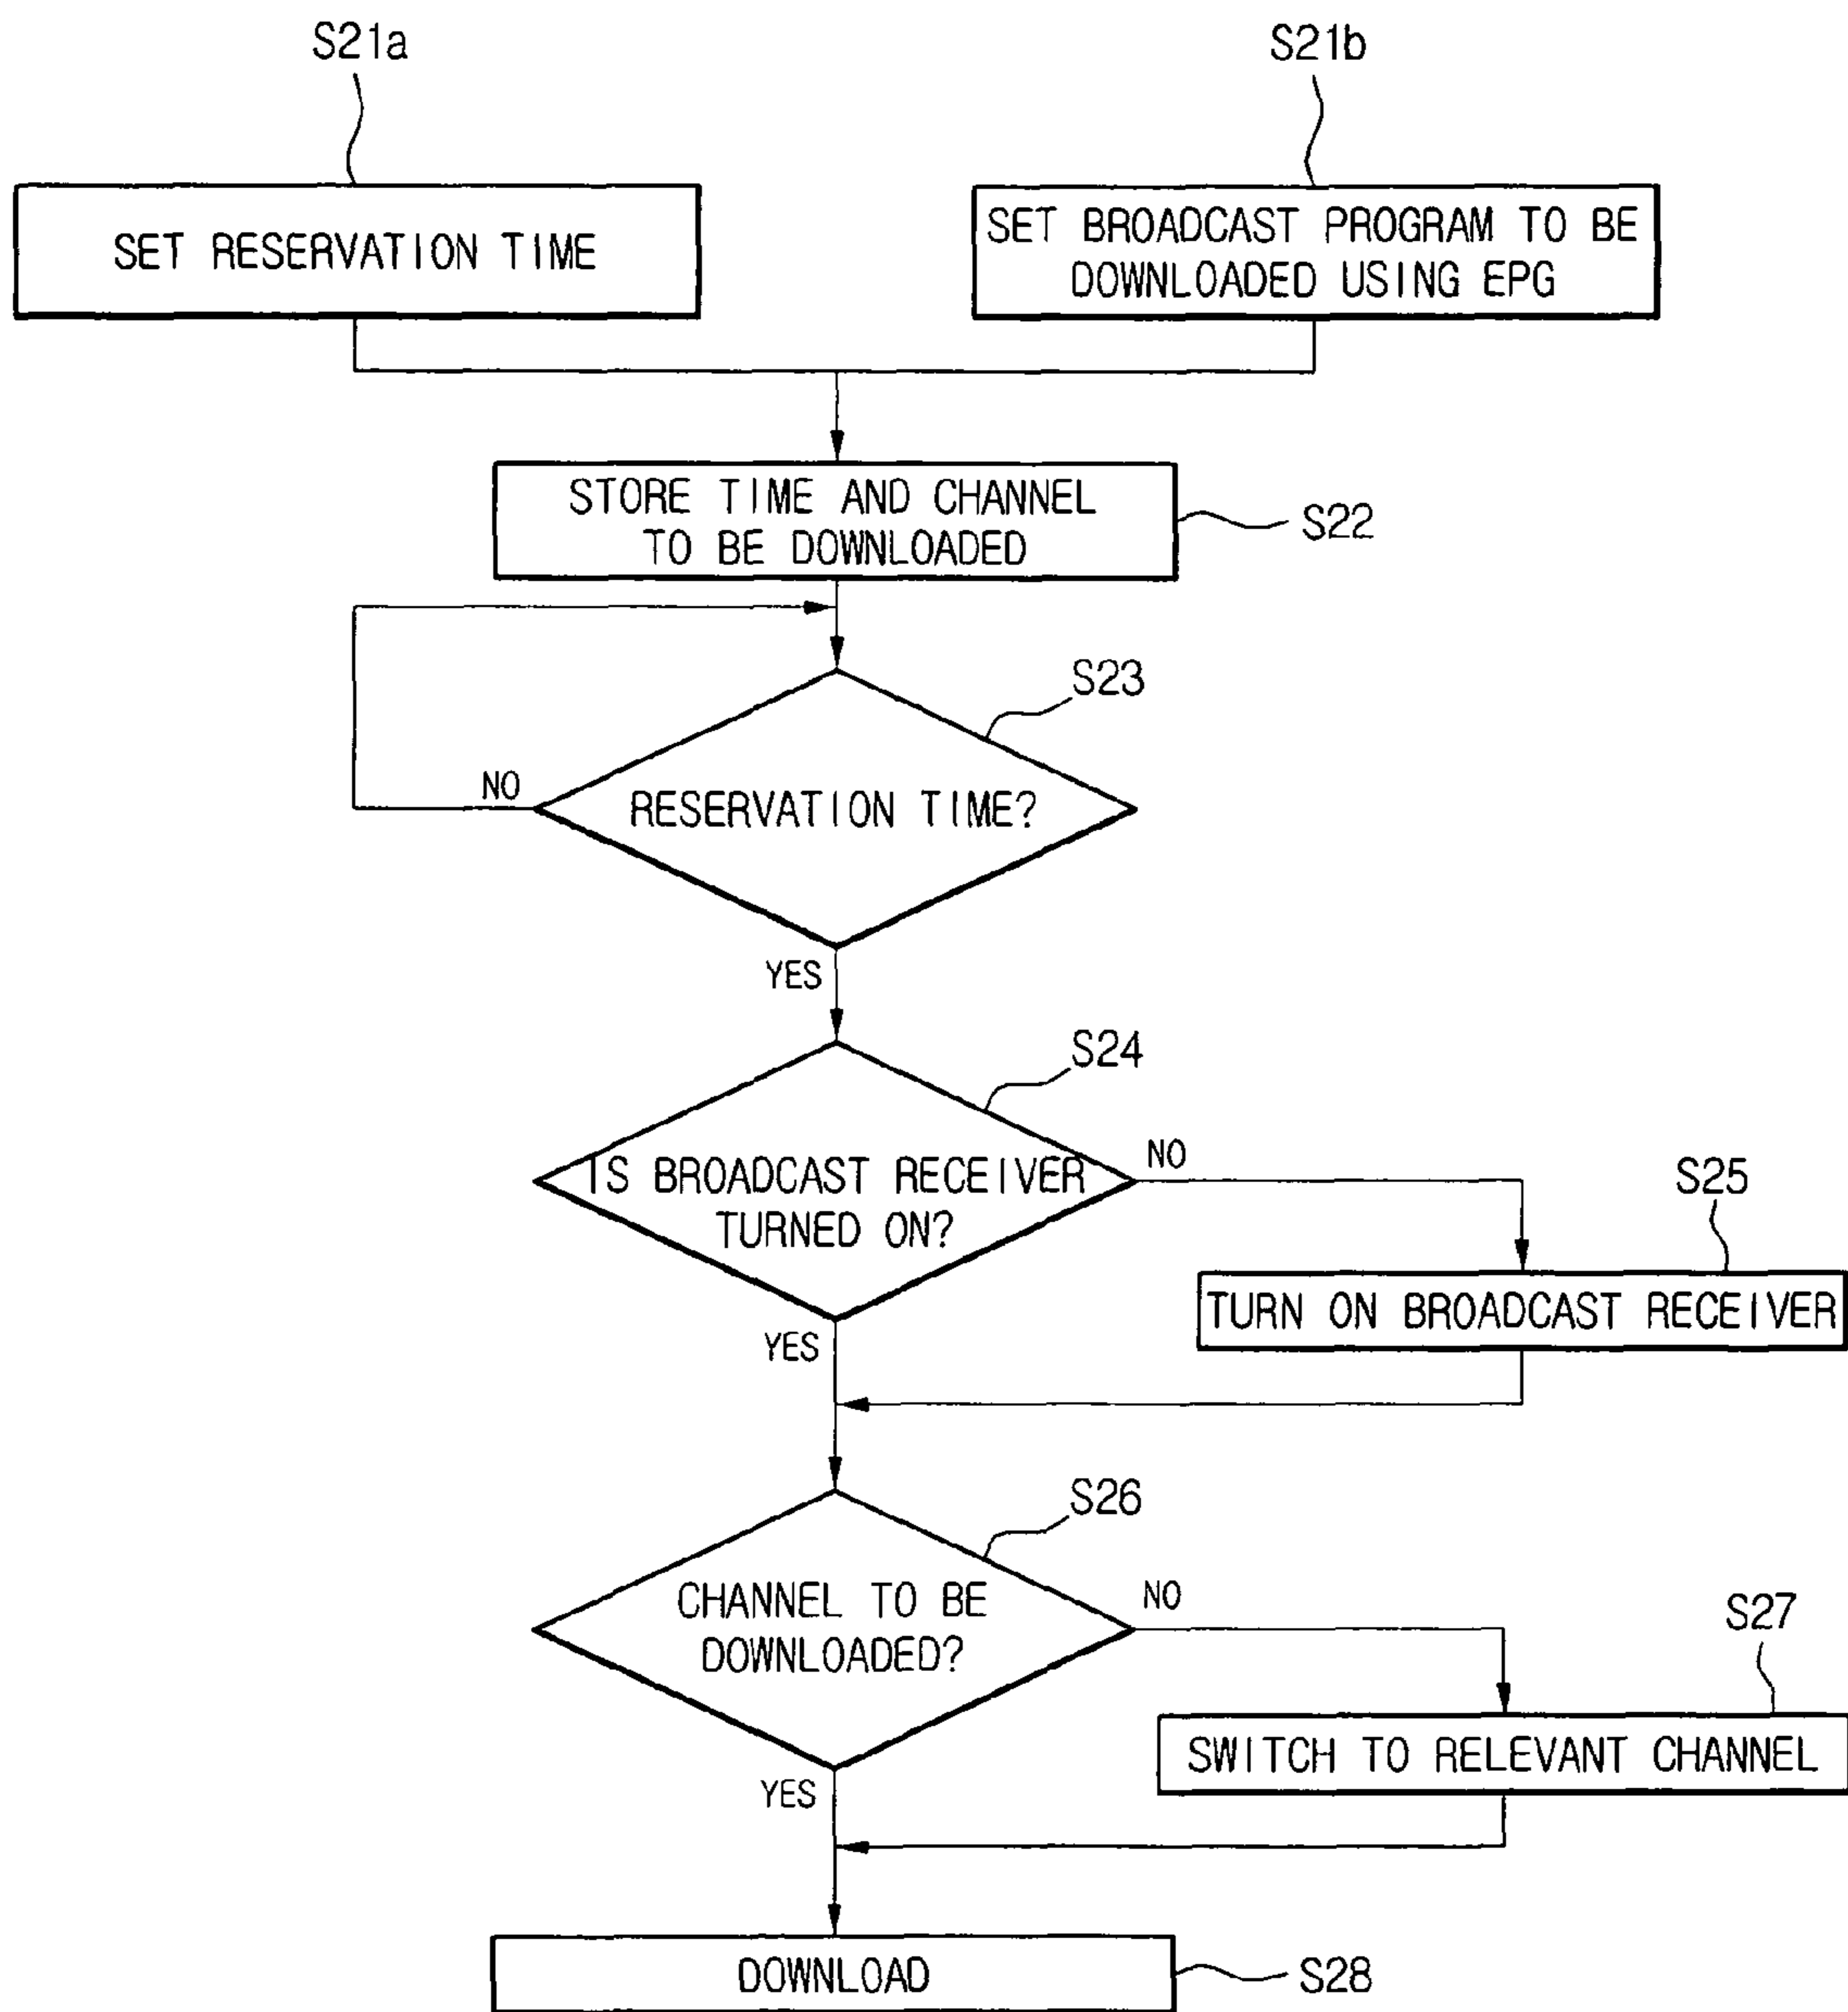 S21a
S21b
SET RESERVATION TIME
SET BROADCAST PROGRAM TO BE
DOWNLOADED USING EPG
STORE TIME AND CHANNEL
TO BE DOWNLOADED
S22
S23
RESERVATION TIME?
NO
YES
S24
IS BROADCAST RECEIVER
TURNED ON?
NO
YES
S25
TURN ON BROADCAST RECEIVER
S26
CHANNEL TO BE
DOWNLOADED?
NO
YES
S27
SWITCH TO RELEVANT CHANNEL
DOWNLOAD
S28